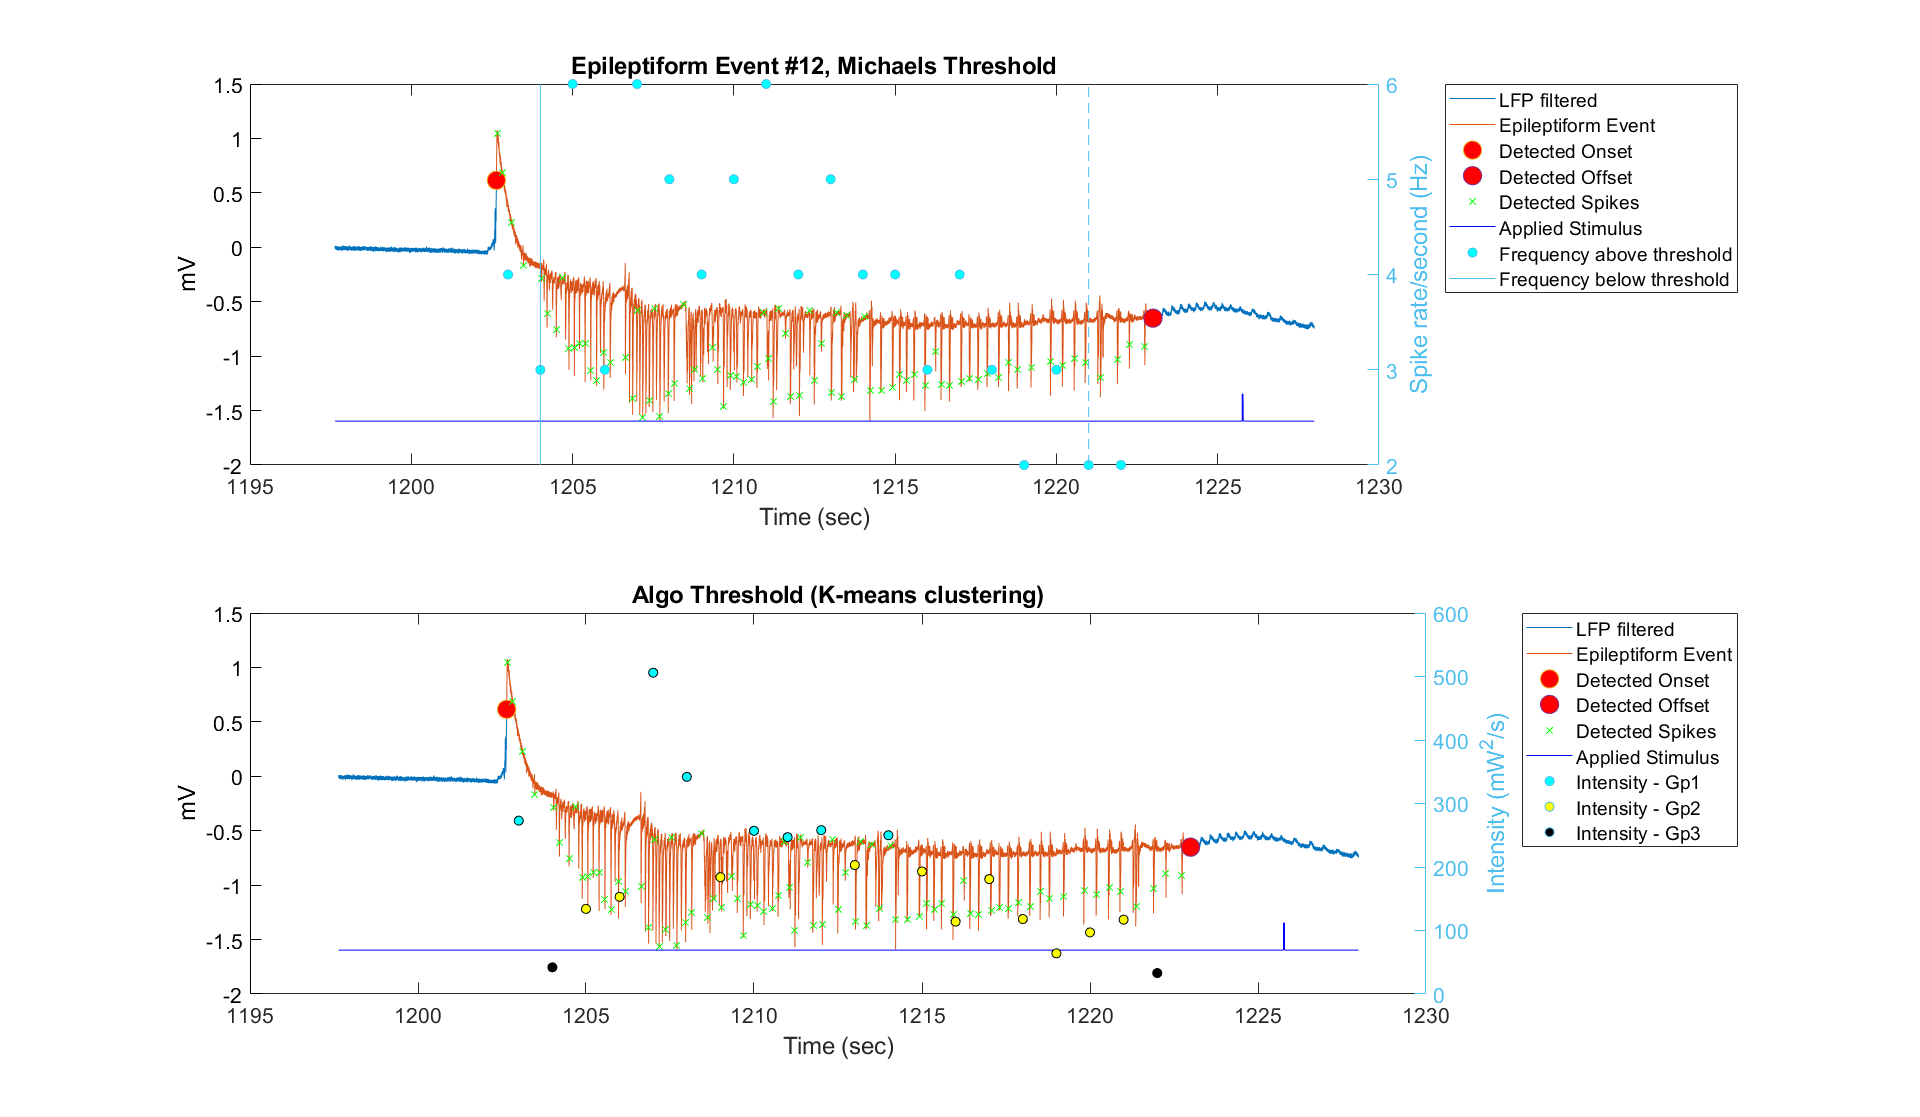 Epileptiform Event #12, Michaels Threshold
1.5
1
0.5
0
-0.5
-1
-1.5
-2
mV
6
5
4
3
2
Spike rate/second (Hz)
1195
1200
1205
1210
1215
1220
1225
1230
Time (sec)
LFP filtered
Epileptiform Event
Detected Onset
Detected Offset
Detected Spikes
Applied Stimulus
Frequency above threshold
Frequency below threshold
Algo Threshold (K-means clustering)
1.5
1
0.5
0
-0.5
-1
-1.5
-2
mV
600
500
400
300
200
100
0
Intensity (mW²/s)
1195
1200
1205
1210
1215
1220
1225
1230
Time (sec)
LFP filtered
Epileptiform Event
Detected Onset
Detected Offset
Detected Spikes
Applied Stimulus
Intensity - Gp1
Intensity - Gp2
Intensity - Gp3